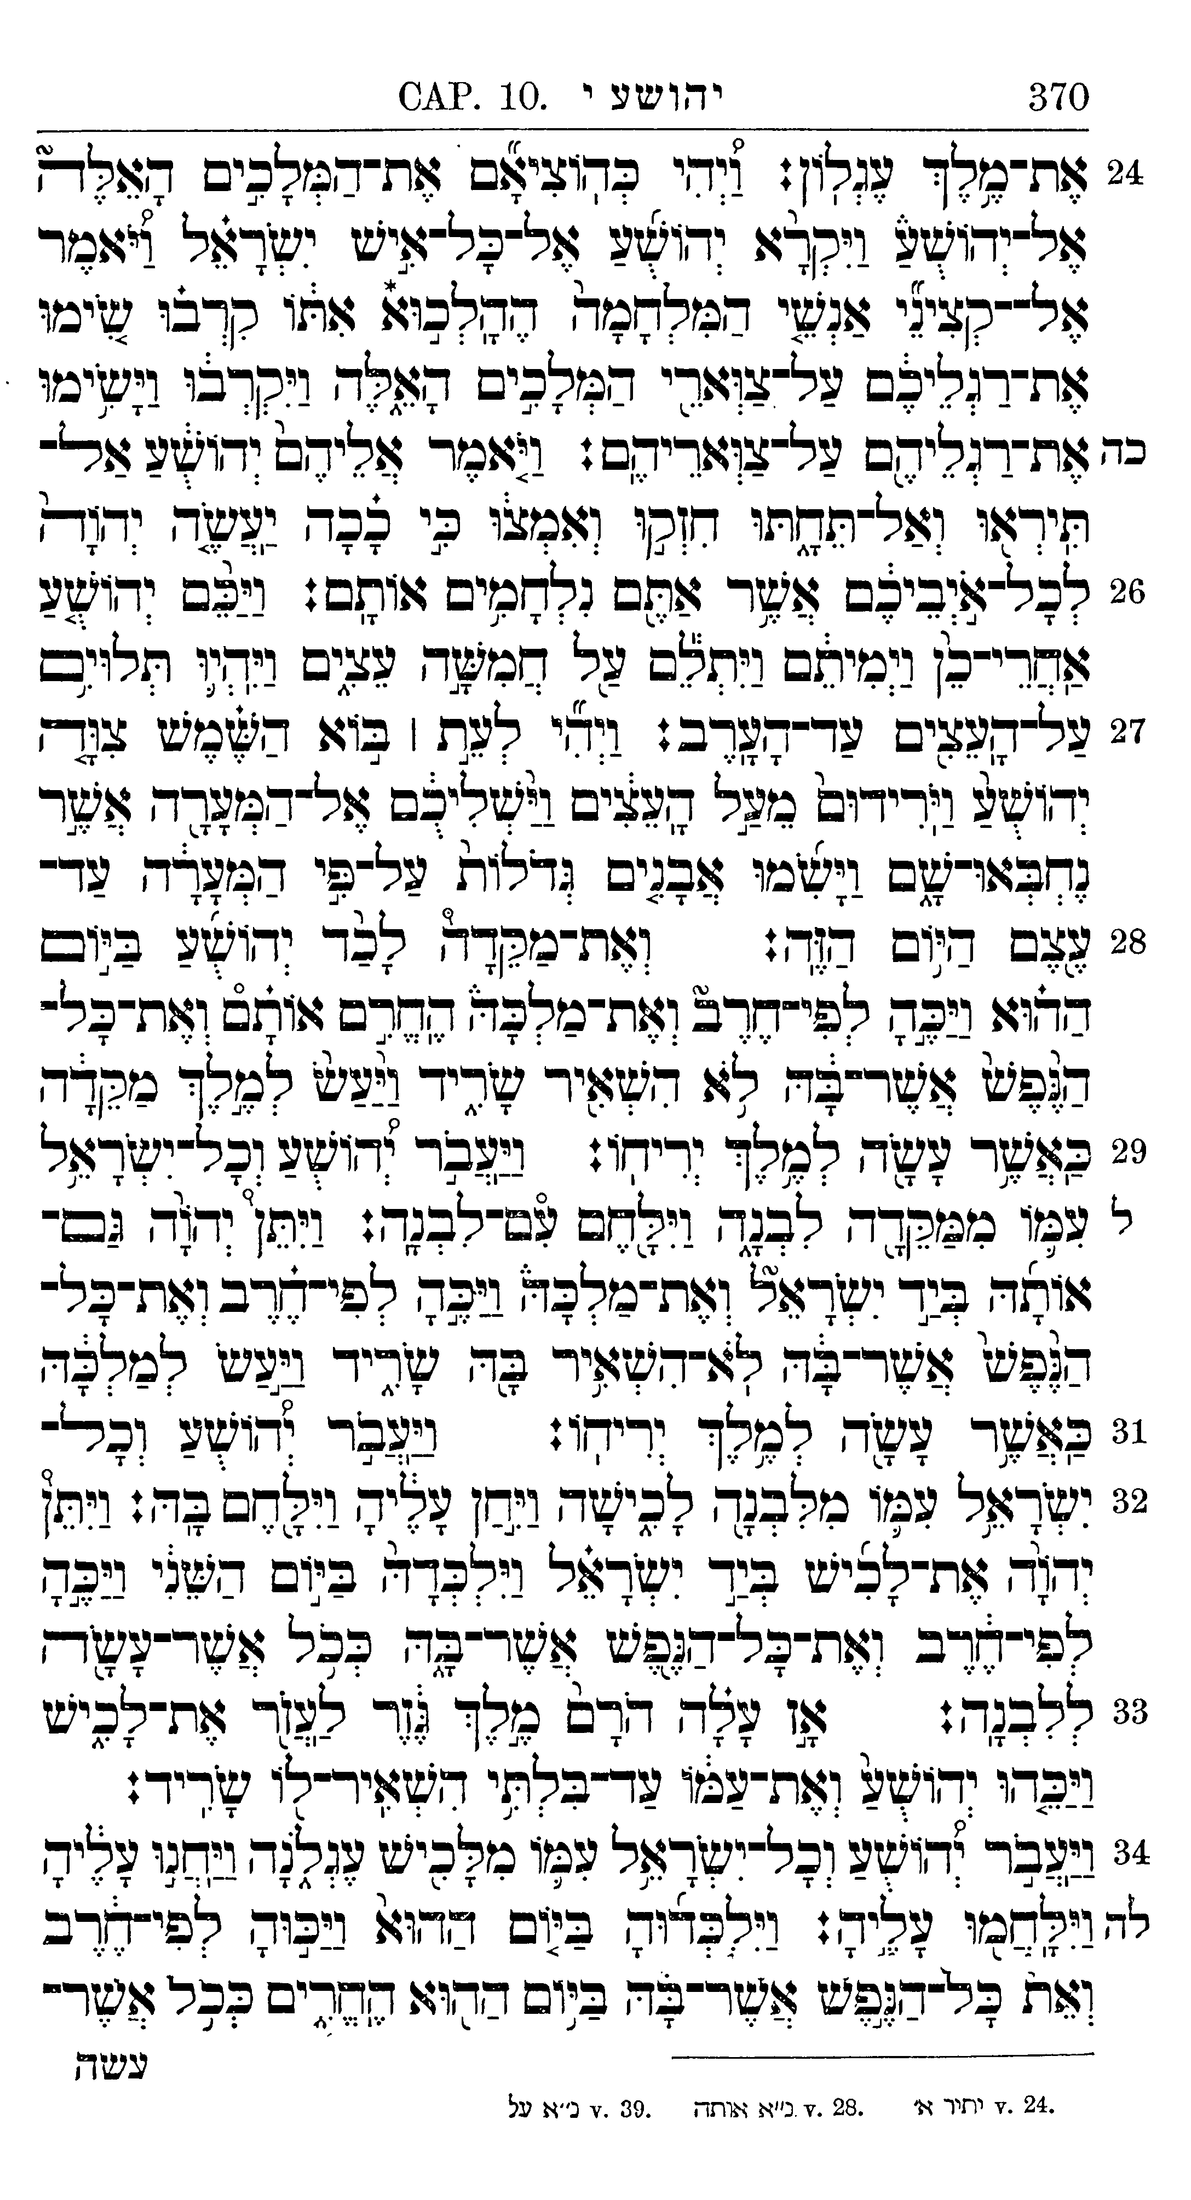 370 יהושע י CAP. 10.
24 אֶת־מֶ֥לֶךְ עֶגְלֽוֹן׃ וַ֠יְהִי כְּֽהוֹצִיאָ֞ם אֶת־הַמְּלָכִ֣ים הָאֵלֶּה֮
אֶל־יְהוֹשֻׁעַ֒ וַיִּקְרָ֨א יְהוֹשֻׁ֜עַ אֶל־כָּל־אִ֣ישׁ יִשְׂרָאֵ֗ל וַ֠יֹּאמֶר
אֶל־קְצִינֵ֞י אַנְשֵׁ֤י הַמִּלְחָמָה֙ הֶהָלְכ֣וּא* אִתּ֔וֹ קִרְב֗וּ שִׂ֤ימוּ
אֶת־רַגְלֵיכֶ֔ם עַל־צַוְּארֵ֖י הַמְּלָכִ֣ים הָאֵ֑לֶּה וַֽיִּקְרְב֔וּ וַיָּשִׂ֥ימוּ
כה אֶת־רַגְלֵיהֶ֖ם עַל־צַוְּארֵיהֶֽם׃ וַיֹּ֤אמֶר אֲלֵיהֶם֙ יְהוֹשֻׁ֔עַ אַל־
תִּֽירְא֖וּ וְאַל־תֵּחָ֑תּוּ חִזְק֣וּ וְאִמְצ֔וּ כִּ֣י כָ֗כָה יַעֲשֶׂ֤ה יְהוָֹה֙
26 לְכָל־אֹ֣יְבֵיכֶ֔ם אֲשֶׁ֥ר אַתֶּ֖ם נִלְחָמִ֥ים אוֹתָֽם׃ וַיַּכֵּ֨ם יְהוֹשֻׁ֤עַ
אַֽחֲרֵי־כֵן֙ וַיְמִיתֵ֔ם וַיִּתְלֵ֕ם עַ֖ל חֲמִשָּׁ֣ה עֵצִ֑ים וַיִּֽהְי֛וּ תְּלוּיִ֥ם
27 עַל־הָעֵצִ֖ים עַד־הָעָֽרֶב׃ וַיְהִ֞י לְעֵ֣ת ׀ בּ֣וֹא הַשֶּׁ֗מֶשׁ צִוָּ֤ה
יְהוֹשֻׁ֙עַ֙ וַיֹּֽרִידוּם֙ מֵעַ֣ל הָֽעֵצִ֔ים וַיַּ֨שְׁלִיכֻ֔ם אֶל־הַמְּעָרָ֖ה אֲשֶׁ֣ר
נֶחְבְּאוּ־שָׁ֑ם וַיָּשִׂ֜מוּ אֲבָנִ֤ים גְּדֹלוֹת֙ עַל־פִּ֣י הַמְּעָרָ֔ה עַד־
28 עֶ֖צֶם הַיּ֥וֹם הַזֶּֽה׃ וְאֶת־מַקֵּדָה֩ לָכַ֨ד יְהוֹשֻׁ֜עַ בַּיּ֣וֹם
הַה֗וּא וַיַּכֶּ֣הָ לְפִי־חֶרֶב֮ וְאֶת־מַלְכָּהּ֒ הֶחֱרִ֣ם אוֹתָ֗ם֯ וְאֶת־כָּל־
הַנֶּ֙פֶשׁ֙ אֲשֶׁר־בָּ֔הּ לֹ֥א הִשְׁאִ֖יר שָׂרִ֑יד וַיַּ֙עַשׂ֙ לְמֶ֣לֶךְ מַקֵּדָ֔ה
29 כַּאֲשֶׁ֥ר עָשָׂ֖ה לְמֶ֥לֶךְ יְרִיחֽוֹ׃ וַיַּעֲבֹ֣ר יְ֠הוֹשֻׁעַ וְכָל־יִשְׂרָאֵ֥ל
ל עִמּ֛וֹ מִמַּקֵּדָ֖ה לִבְנָ֑ה וַיִּלָּ֖חֶם עִם־לִבְנָֽה׃ וַיִּתֵּן֩ יְהוָֹ֨ה גַּם־
אוֹתָ֜הּ בְּיַ֣ד יִשְׂרָאֵל֮ וְאֶת־מַלְכָּהּ֒ וַיַּכֶּ֣הָ לְפִי־חֶ֗רֶב וְאֶת־כָּל־
הַנֶּ֙פֶשׁ֙ אֲשֶׁר־בָּ֔הּ לֹֽא־הִשְׁאִ֥יר בָּ֖הּ שָׂרִ֑יד וַיַּ֣עַשׂ לְמַלְכָּ֔הּ
31 כַּאֲשֶׁ֥ר עָשָׂ֖ה לְמֶ֥לֶךְ יְרִיחֽוֹ׃ וַיַּעֲבֹ֣ר יְ֠הוֹשֻׁעַ וְכָל־
32 יִשְׂרָאֵ֥ל עִמּ֛וֹ מִלִּבְנָ֖ה לָכִ֑ישָׁה וַיִּ֣חַן עָלֶ֔יהָ וַיִּלָּ֖חֶם בָּֽהּ׃ וַיִּתֵּן֩
יְהוָֹ֨ה אֶת־לָכִ֜ישׁ בְּיַ֣ד יִשְׂרָאֵ֗ל וַֽיִּלְכְּדָהּ֙ בַּיּ֣וֹם הַשֵּׁנִ֔י וַיַּכֶּ֣הָ
לְפִי־חֶ֔רֶב וְאֶת־כָּל־הַנֶּ֖פֶשׁ אֲשֶׁר־בָּ֑הּ כְּכֹ֥ל אֲשֶׁר־עָשָׂ֖ה
33 לְלִבְנָֽה׃ אָ֣ז עָלָ֗ה הֹרָם֙ מֶ֣לֶךְ גֶּ֔זֶר לַעְזֹ֖ר אֶת־לָכִ֑ישׁ
וַיַּכֵּ֤הוּ יְהוֹשֻׁ֙עַ֙ וְאֶת־עַמּ֔וֹ עַד־בִּלְתִּ֥י הִשְׁאִֽיר־ל֖וֹ שָׂרִֽיד׃
34 וַיַּעֲבֹ֣ר יְ֠הוֹשֻׁעַ וְכָל־יִשְׂרָאֵ֥ל עִמּ֛וֹ מִלָּכִ֖ישׁ עֶגְלֹ֑נָה וַיַּחֲנ֣וּ עָלֶ֔יהָ
לה וַיִּֽלָּחֲמ֖וּ עָלֶֽיהָ׃ וַֽיִּלְכְּד֜וּהָ בַּיּ֤וֹם הַהוּא֙ וַיַּכּ֣וּהָ לְפִי־חֶ֔רֶב
וְאֵת֙ כָּל־הַנֶּ֣פֶשׁ אֲשֶׁר־בָּ֔הּ בַּיּ֥וֹם הַה֖וּא הֶחֱרִ֑ים כְּכֹ֥ל אֲשֶׁר־
עשה
v. 24. יתיר א׳ v. 28. נ״א אותה v. 39. נ״א על